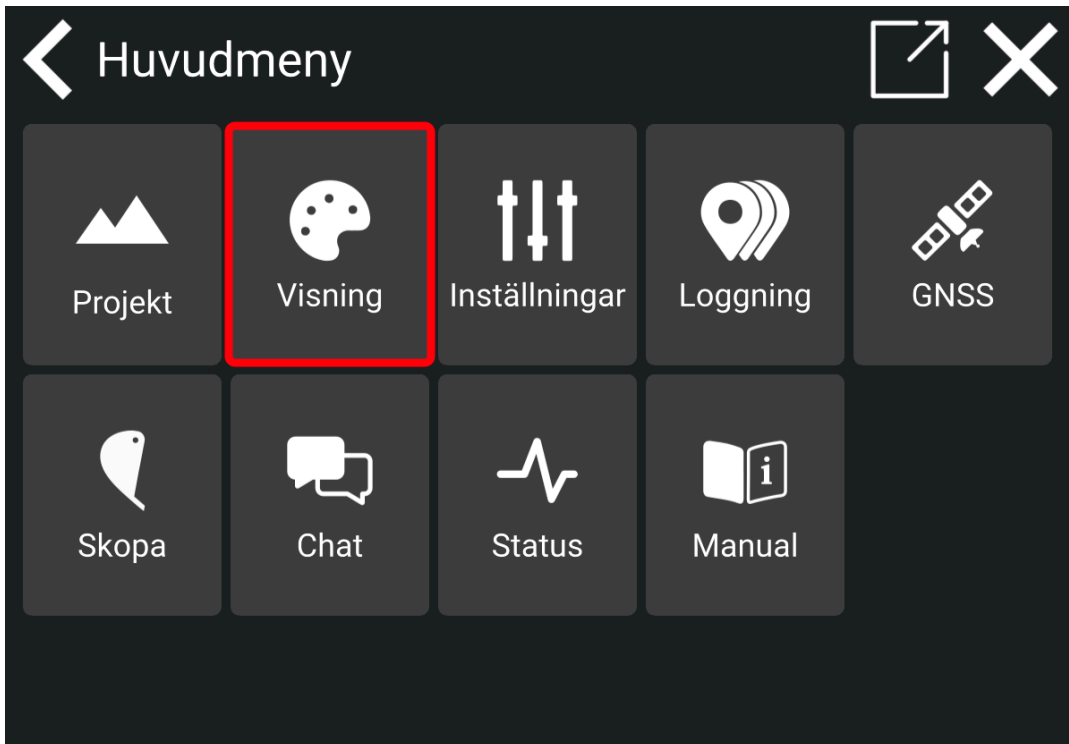 Huvudmeny
Projekt
Visning
Inställningar
Loggning
GNSS
Skopa
Chat
Status
i
Manual